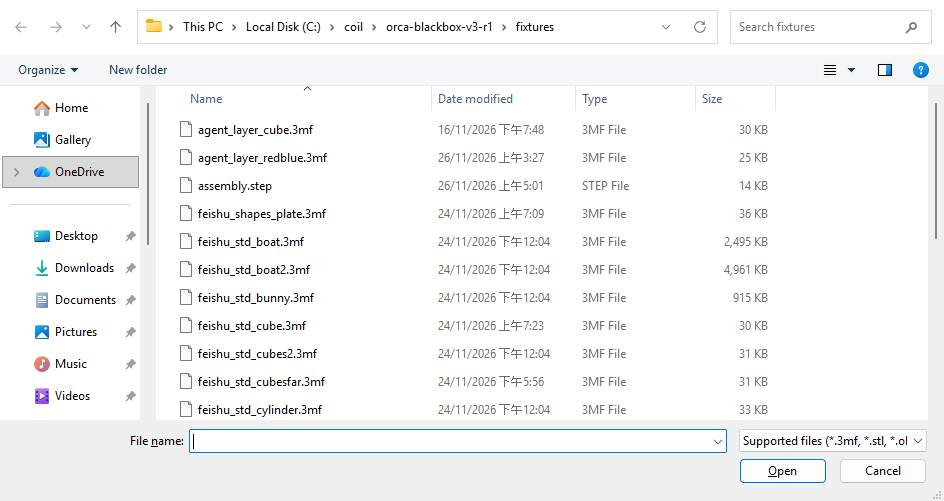 This PC > Local Disk (C:) > coil > orca-blackbox-v3-r1 > fixtures
Search fixtures
Organize
New folder
Home
Gallery
OneDrive
Desktop
Downloads
Documents
Pictures
Music
Videos
Name Date modified Type Size
agent_layer_cube.3mf 16/11/2026 下午7:48 3MF File 30 KB
agent_layer_redblue.3mf 26/11/2026 上午3:27 3MF File 25 KB
assembly.step 26/11/2026 上午5:01 STEP File 14 KB
feishu_shapes_plate.3mf 24/11/2026 上午7:09 3MF File 36 KB
feishu_std_boat.3mf 24/11/2026 下午12:04 3MF File 2,495 KB
feishu_std_boat2.3mf 24/11/2026 下午12:04 3MF File 4,961 KB
feishu_std_bunny.3mf 24/11/2026 下午12:04 3MF File 915 KB
feishu_std_cube.3mf 24/11/2026 上午7:23 3MF File 30 KB
feishu_std_cubes2.3mf 24/11/2026 下午12:04 3MF File 31 KB
feishu_std_cubesfar.3mf 24/11/2026 下午5:56 3MF File 31 KB
feishu_std_cylinder.3mf 24/11/2026 下午12:04 3MF File 33 KB
File name:
Supported files (*.3mf, *.stl, *.ol
Open
Cancel